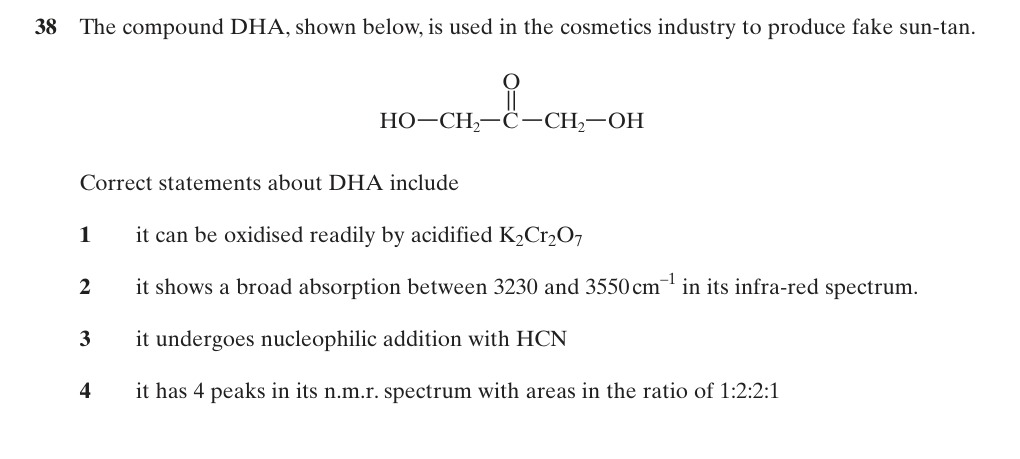 38 The compound DHA, shown below, is used in the cosmetics industry to produce fake sun-tan.
O
||
HO—CH₂—C—CH₂—OH
Correct statements about DHA include
1 it can be oxidised readily by acidified K₂Cr₂O₇
2 it shows a broad absorption between 3230 and 3550 cm⁻¹ in its infra-red spectrum.
3 it undergoes nucleophilic addition with HCN
4 it has 4 peaks in its n.m.r. spectrum with areas in the ratio of 1:2:2:1